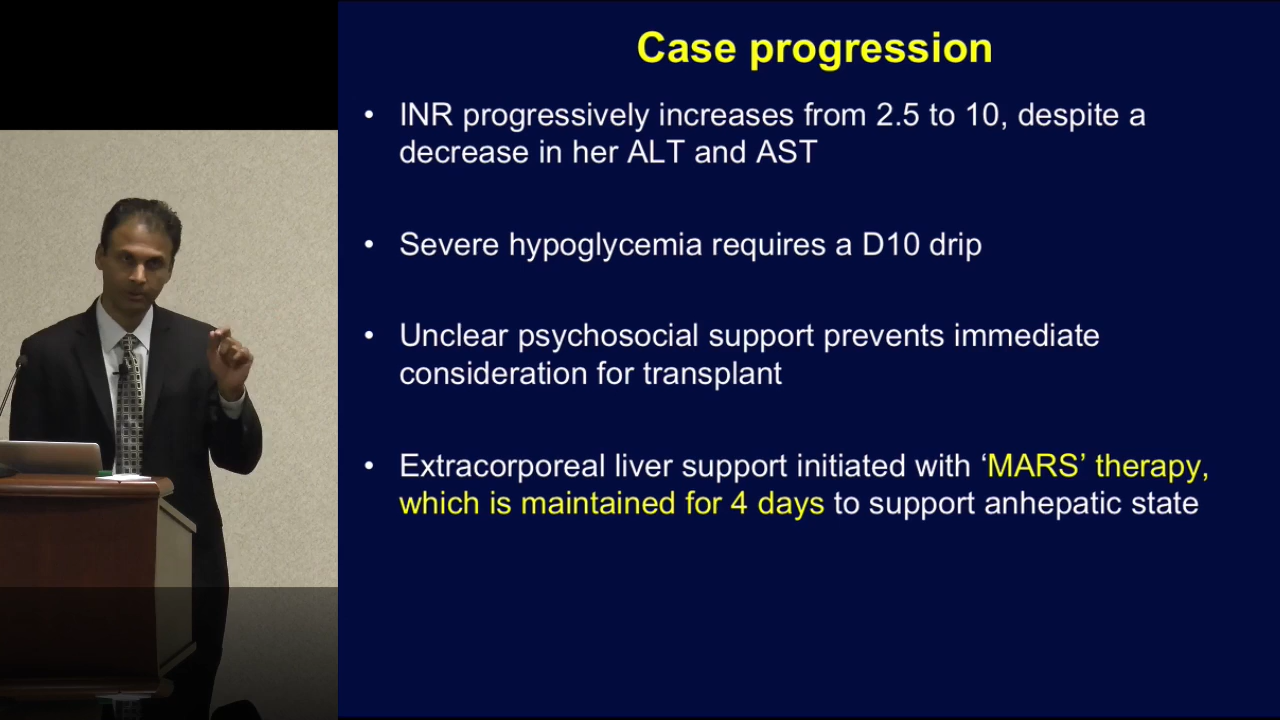 Case progression
• INR progressively increases from 2.5 to 10, despite a
decrease in her ALT and AST
• Severe hypoglycemia requires a D10 drip
• Unclear psychosocial support prevents immediate
consideration for transplant
• Extracorporeal liver support initiated with ‘MARS’ therapy,
which is maintained for 4 days to support anhepatic state